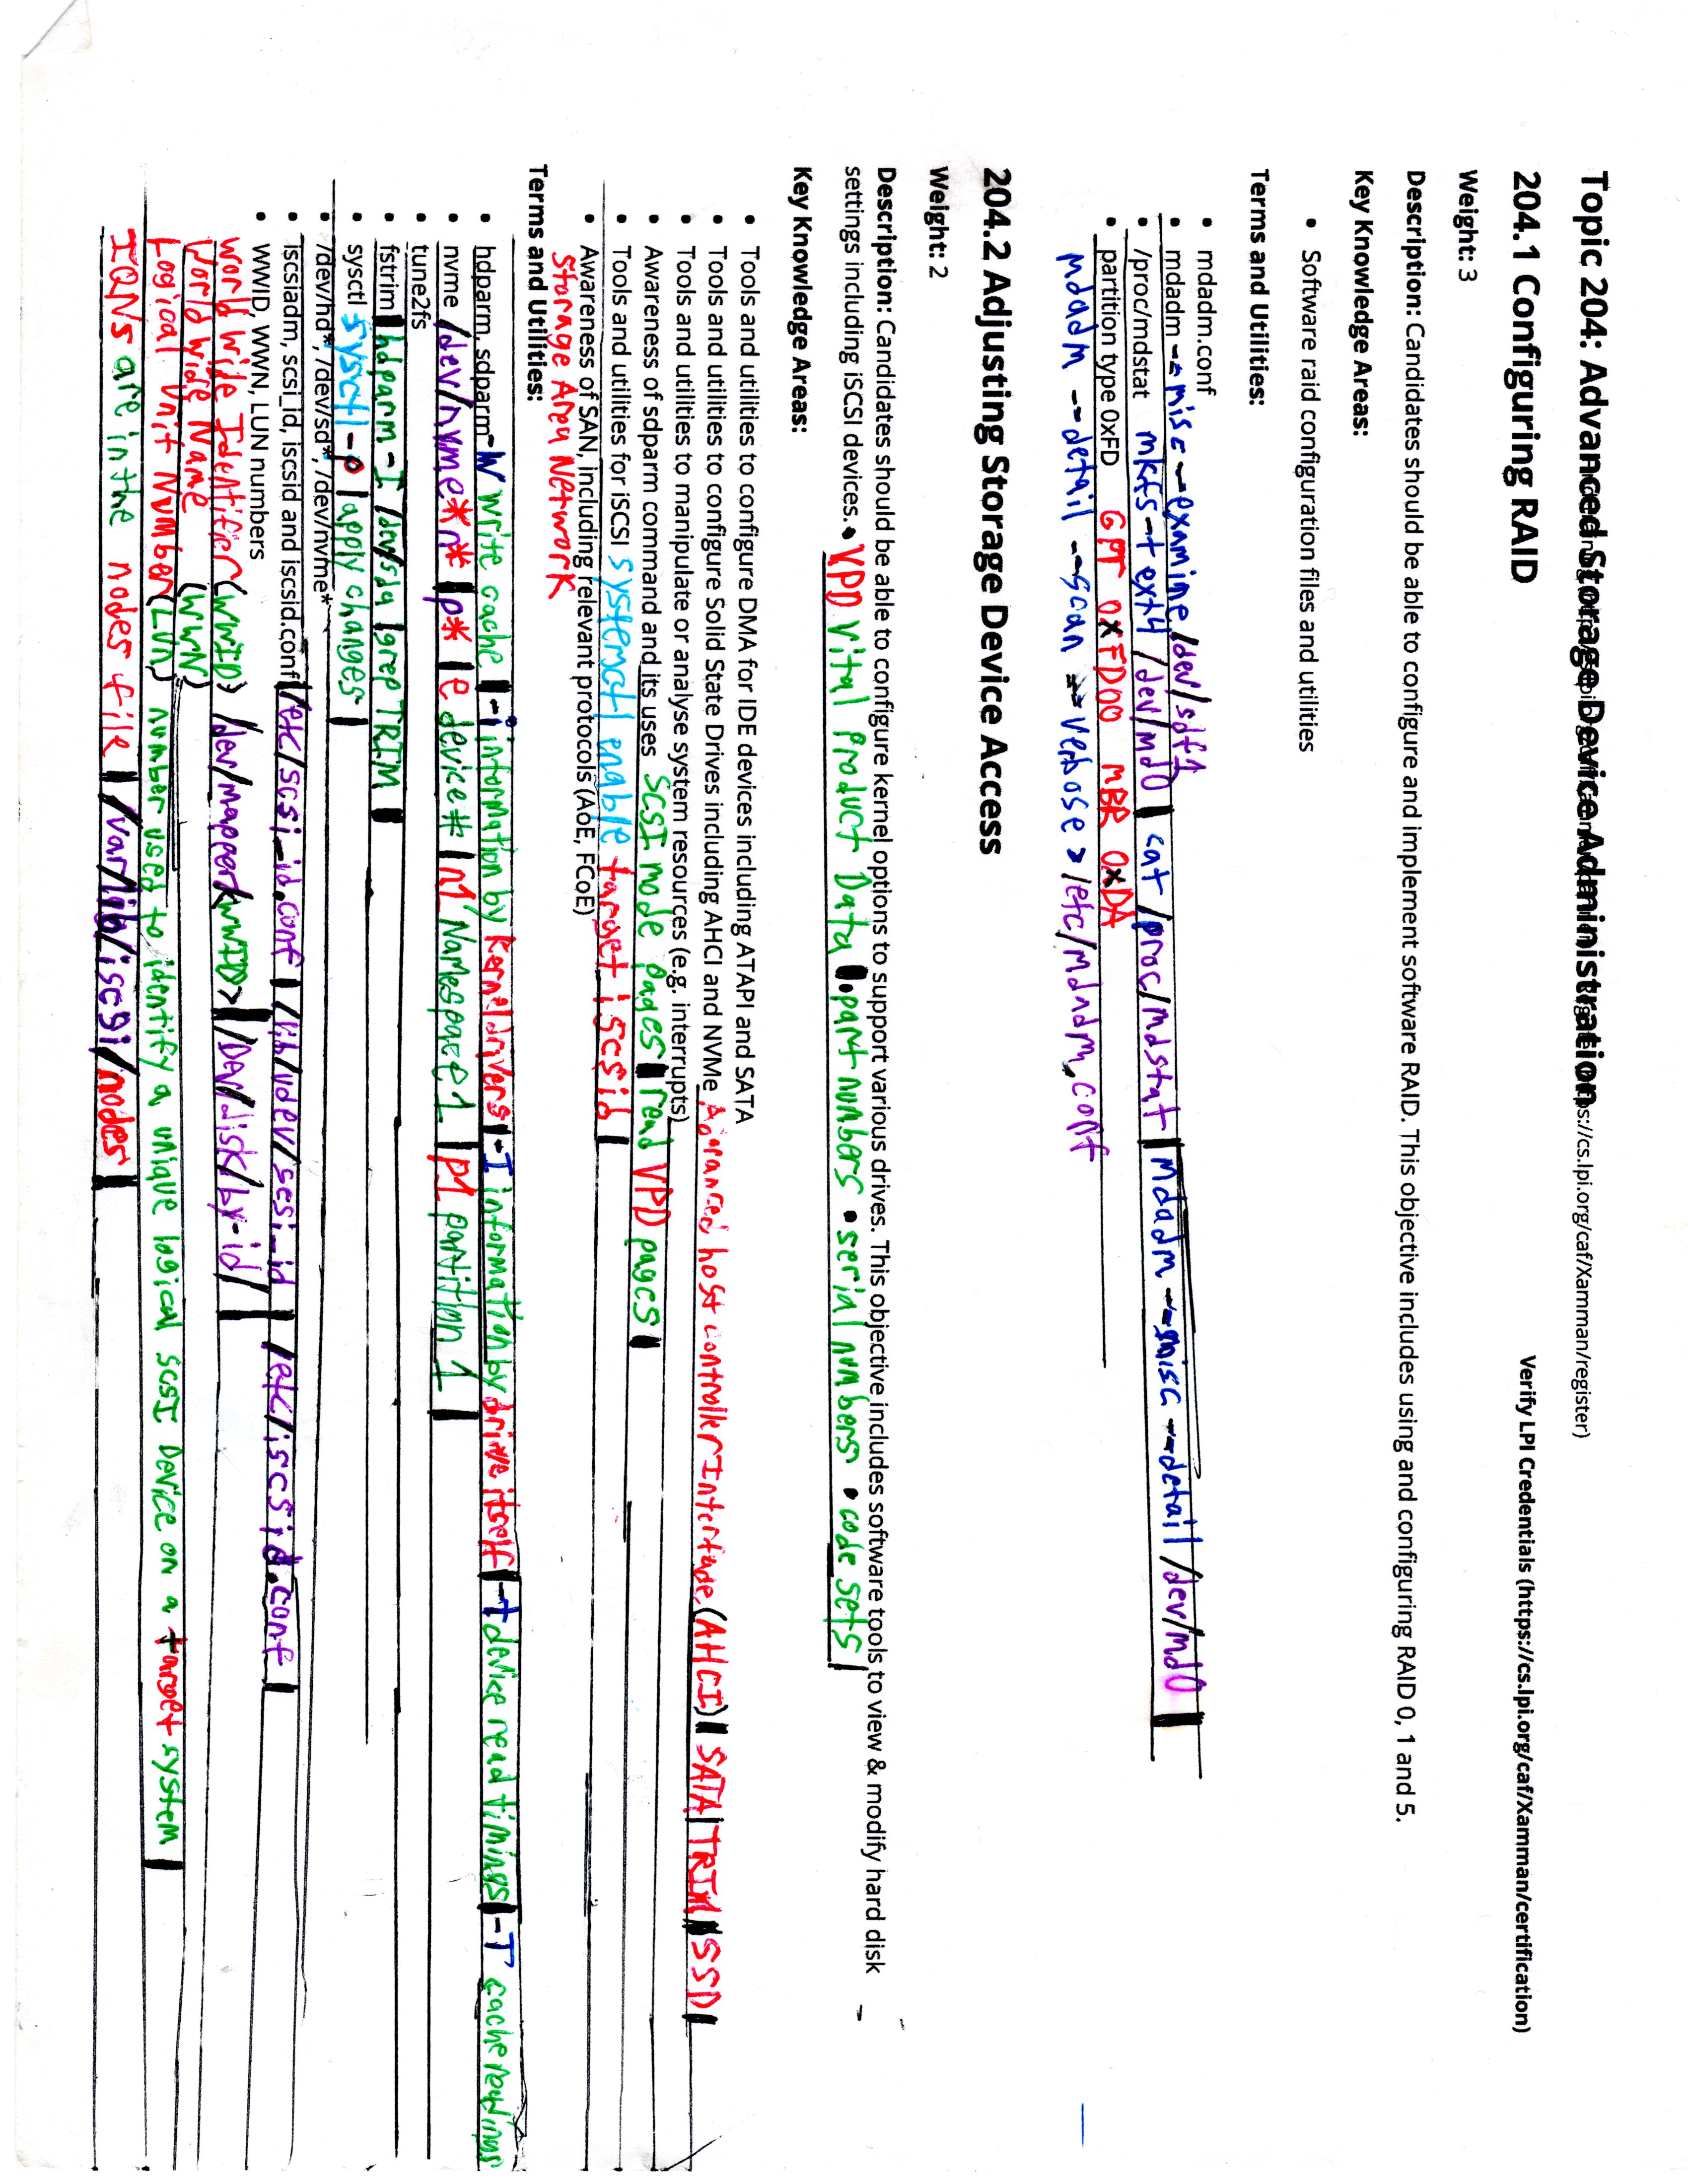 Topic 204: Advanced Storage Device Administration
ps://cs.lpi.org/caf/Xamman/register)
204.1 Configuring RAID
Verify LPI Credentials (https://cs.lpi.org/caf/Xamman/certification)
Weight: 3
Description: Candidates should be able to configure and implement software RAID. This objective includes using and configuring RAID 0, 1 and 5.
Key Knowledge Areas:
• Software raid configuration files and utilities
Terms and Utilities:
• mdadm.conf
• mdadm --misc --examine /dev/sdf1 | mdadm --misc --detail /dev/md0
• /proc/mdstat mkfs -t ext4 /dev/md0 | cat /proc/mdstat
• partition type 0xFD GPT 0xFD00 MBR 0xDA
mdadm --detail --scan --verbose > /etc/mdadm.conf
204.2 Adjusting Storage Device Access
Weight: 2
Description: Candidates should be able to configure kernel options to support various drives. This objective includes software tools to view & modify hard disk
settings including iSCSI devices. • VPD Vital Product Data • part numbers • serial numbers • code sets
Key Knowledge Areas:
• Tools and utilities to configure DMA for IDE devices including ATAPI and SATA
• Tools and utilities to configure Solid State Drives including AHCI and NVMe Advanced host controller Interface (AHCI) | SATA | TRIM | SSD
• Tools and utilities to manipulate or analyse system resources (e.g. interrupts)
• Awareness of sdparm command and its uses SCSI mode pages | read VPD pages
• Tools and utilities for iSCSI systemctl enable target iscsid
• Awareness of SAN, including relevant protocols (AoE, FCoE)
Storage Area Network
Terms and Utilities:
• hdparm, sdparm -W write cache | -i information by kernel drivers | -I information by drive itself | -t device read timings | -T cache readings
• nvme /dev/nvme*n*p* | 0 device# | n1 Namespace 1 | p1 partition 1
• tune2fs
• fstrim hdparm -I /dev/sda | grep TRIM
• sysctl sysctl -p | apply changes
• /dev/hd*, /dev/sd*, /dev/nvme*
• iscsiadm, scsi_id, iscsid and iscsid.conf /etc/scsi_id.conf | /lib/udev/scsi_id | /etc/iscsid.conf
• WWID, WWN, LUN numbers
World Wide Identifier (WWID) /dev/mapper/<WWID> | /Dev/disk/by-id/
World Wide Name (WWN)
Logical Unit Number (LUN) number used to identify a unique logical SCSI Device on a target system
IQNs are in the nodes file | /var/lib/iscsi/nodes